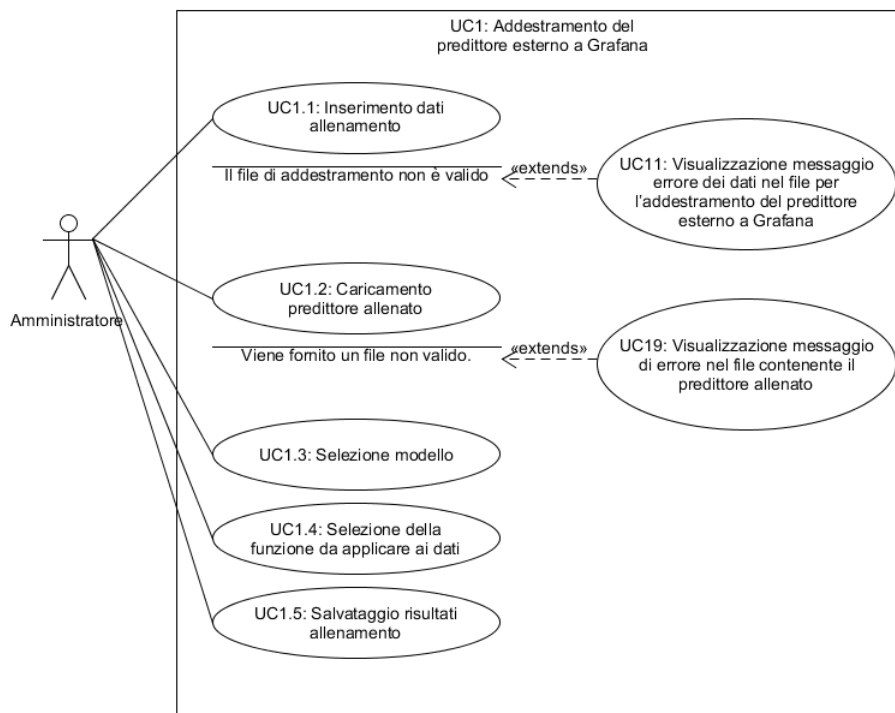 UC1: Addestramento del
predittore esterno a Grafana
UC1.1: Inserimento dati
allenamento
Il file di addestramento non è valido
«extends»
UC11: Visualizzazione messaggio
errore dei dati nel file per
l'addestramento del predittore
esterno a Grafana
Amministratore
UC1.2: Caricamento
predittore allenato
Viene fornito un file non valido.
«extends»
UC19: Visualizzazione messaggio
di errore nel file contenente il
predittore allenato
UC1.3: Selezione modello
UC1.4: Selezione della
funzione da applicare ai dati
UC1.5: Salvataggio risultati
allenamento